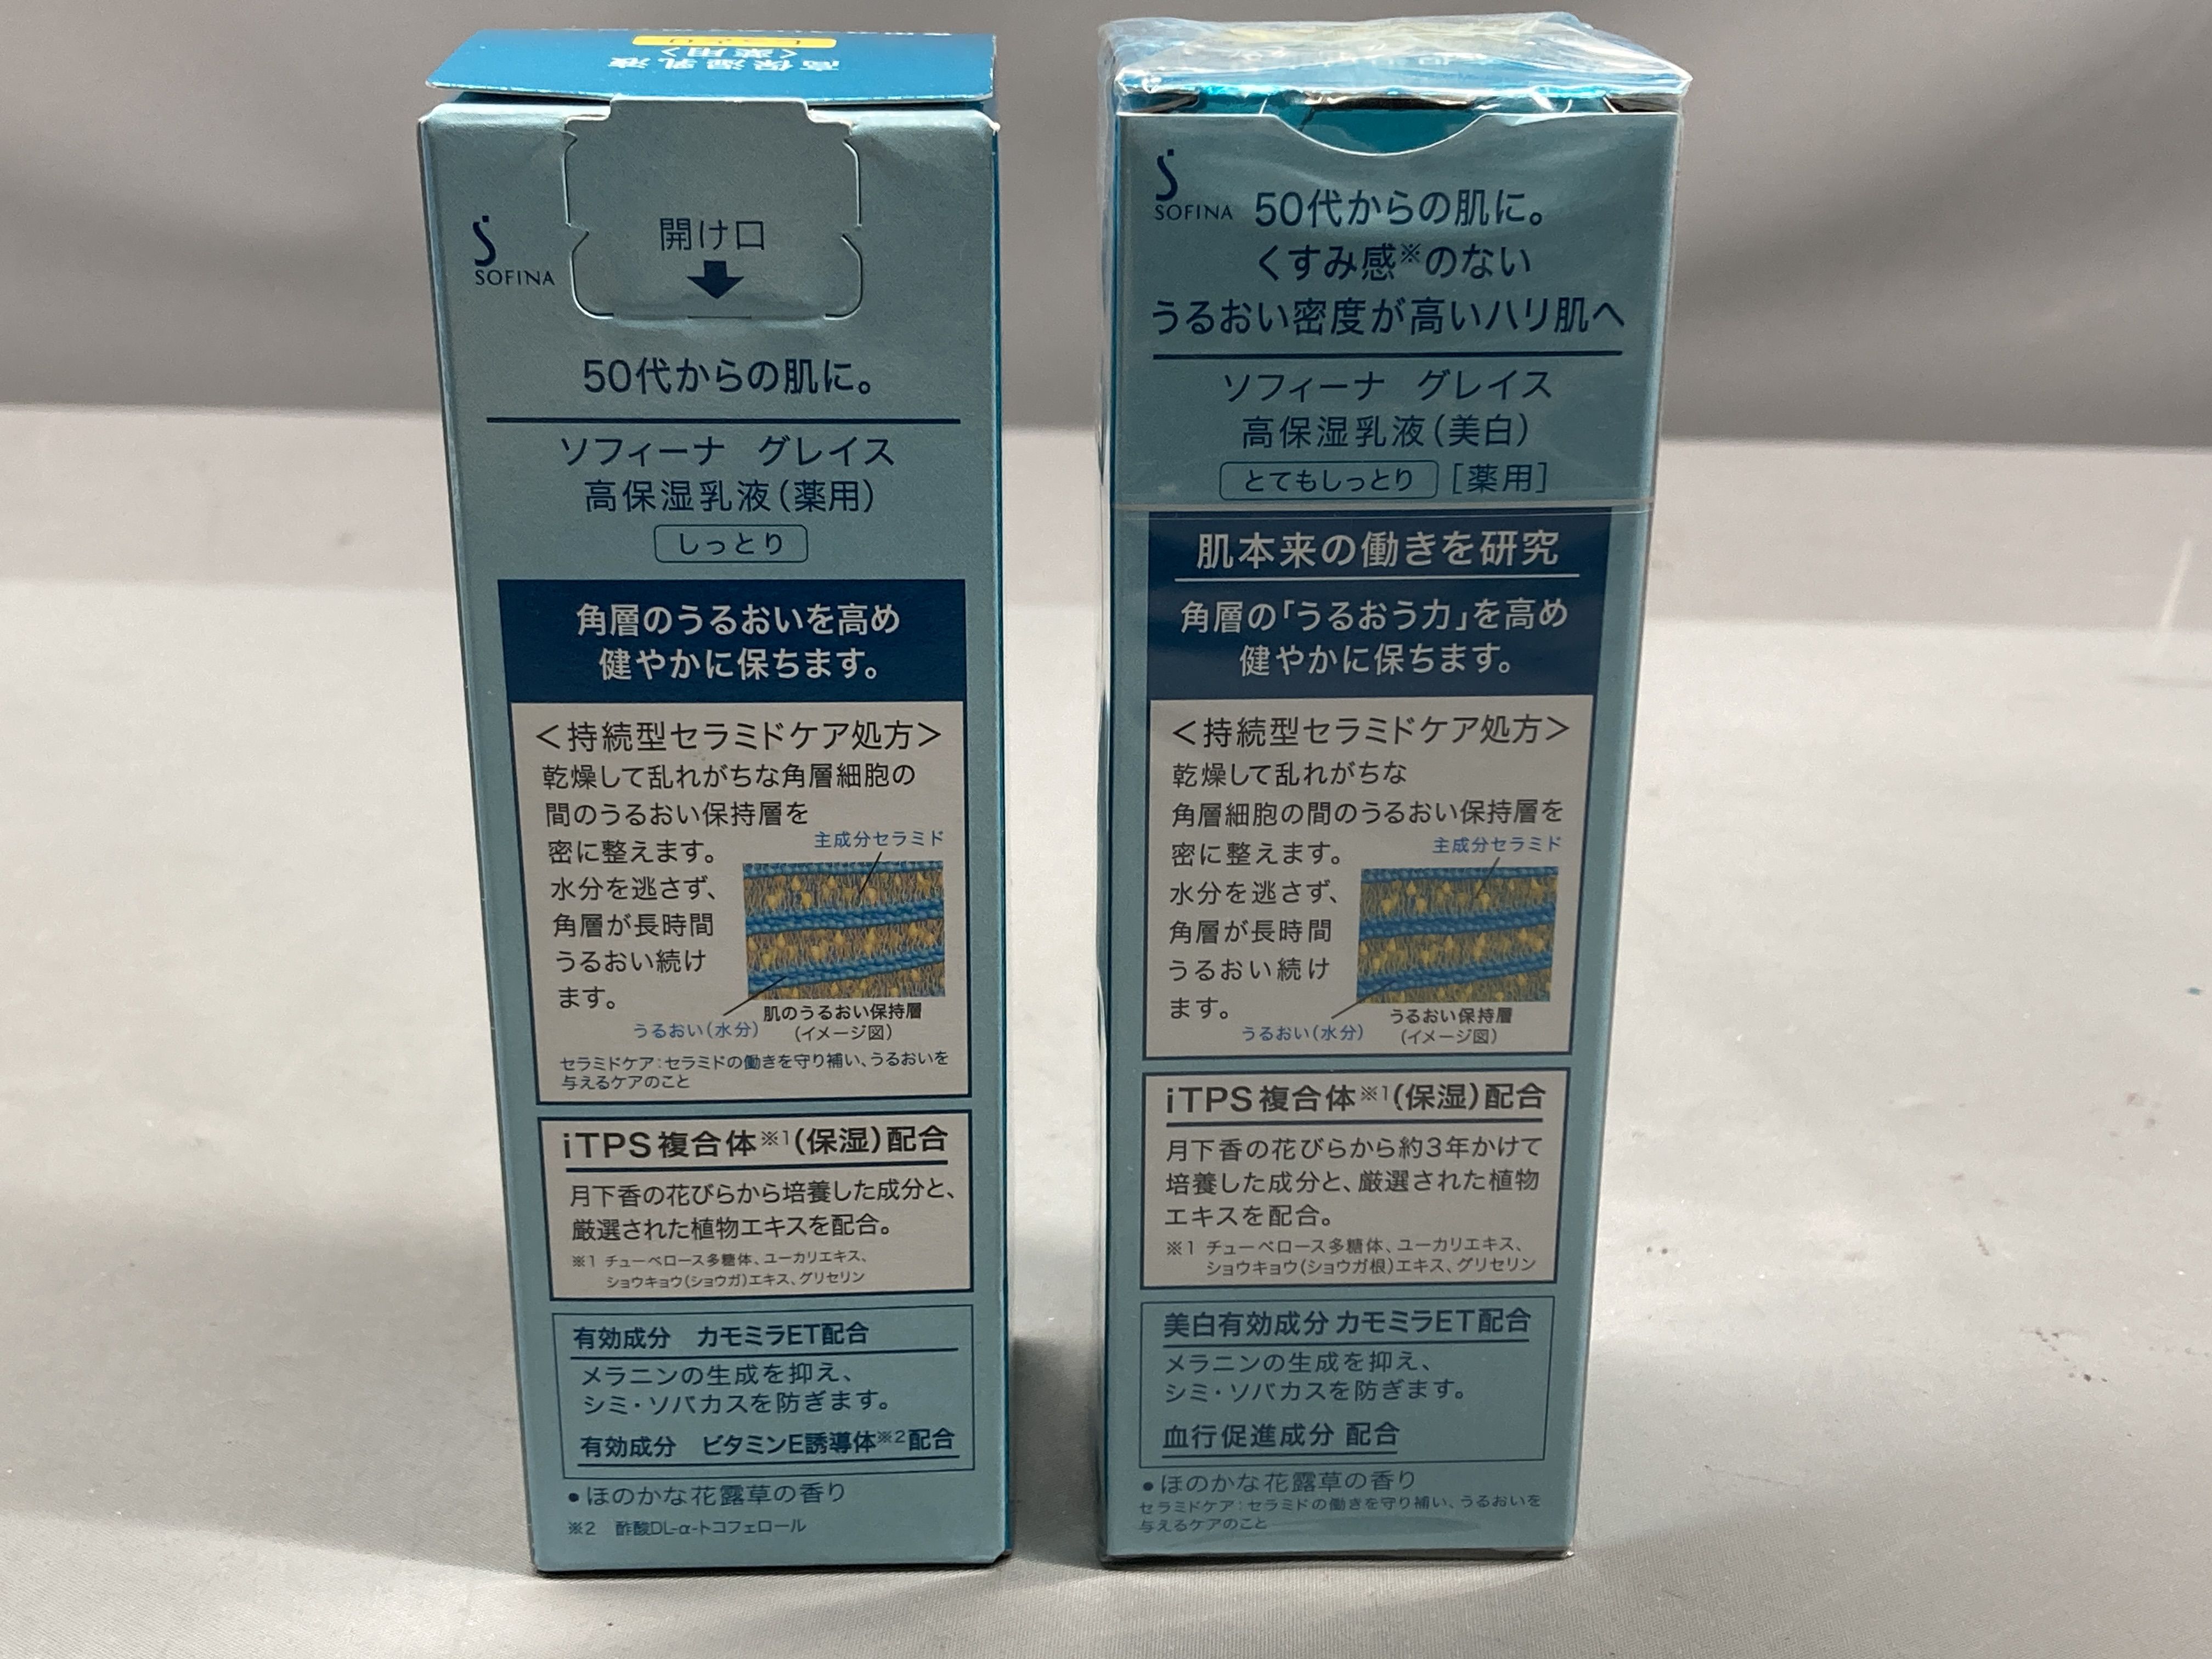 高保湿乳液
<薬用>
開け口
SOFINA
50代からの肌に。
ソフィーナ グレイス
高保湿乳液(薬用)
しっとり
角層のうるおいを高め
健やかに保ちます。
<持続型セラミドケア処方>
乾燥して乱れがちな角層細胞の
間のうるおい保持層を
密に整えます。
水分を逃さず、
角層が長時間
うるおい続け
ます。
主成分セラミド
うるおい(水分)
肌のうるおい保持層
(イメージ図)
セラミドケア:セラミドの働きを守り補い、うるおいを
与えるケアのこと
iTPS複合体※1(保湿)配合
月下香の花びらから培養した成分と、
厳選された植物エキスを配合。
※1 チューベロース多糖体、ユーカリエキス、
ショウキョウ(ショウガ)エキス、グリセリン
有効成分 カモミラET配合
メラニンの生成を抑え、
シミ・ソバカスを防ぎます。
有効成分 ビタミンE誘導体※2配合
●ほのかな花露草の香り
※2 酢酸DL-α-トコフェロール
SOFINA
50代からの肌に。
くすみ感※のない
うるおい密度が高いハリ肌へ
ソフィーナ グレイス
高保湿乳液(美白)
とてもしっとり [薬用]
肌本来の働きを研究
角層の「うるおう力」を高め
健やかに保ちます。
<持続型セラミドケア処方>
乾燥して乱れがちな
角層細胞の間のうるおい保持層を
密に整えます。
水分を逃さず、
角層が長時間
うるおい続け
ます。
主成分セラミド
うるおい(水分)
うるおい保持層
(イメージ図)
iTPS複合体※1(保湿)配合
月下香の花びらから約3年かけて
培養した成分と、厳選された植物
エキスを配合。
※1 チューベロース多糖体、ユーカリエキス、
ショウキョウ(ショウガ根)エキス、グリセリン
美白有効成分 カモミラET配合
メラニンの生成を抑え、
シミ・ソバカスを防ぎます。
血行促進成分 配合
●ほのかな花露草の香り
セラミドケア:セラミドの働きを守り補い、うるおいを
与えるケアのこと